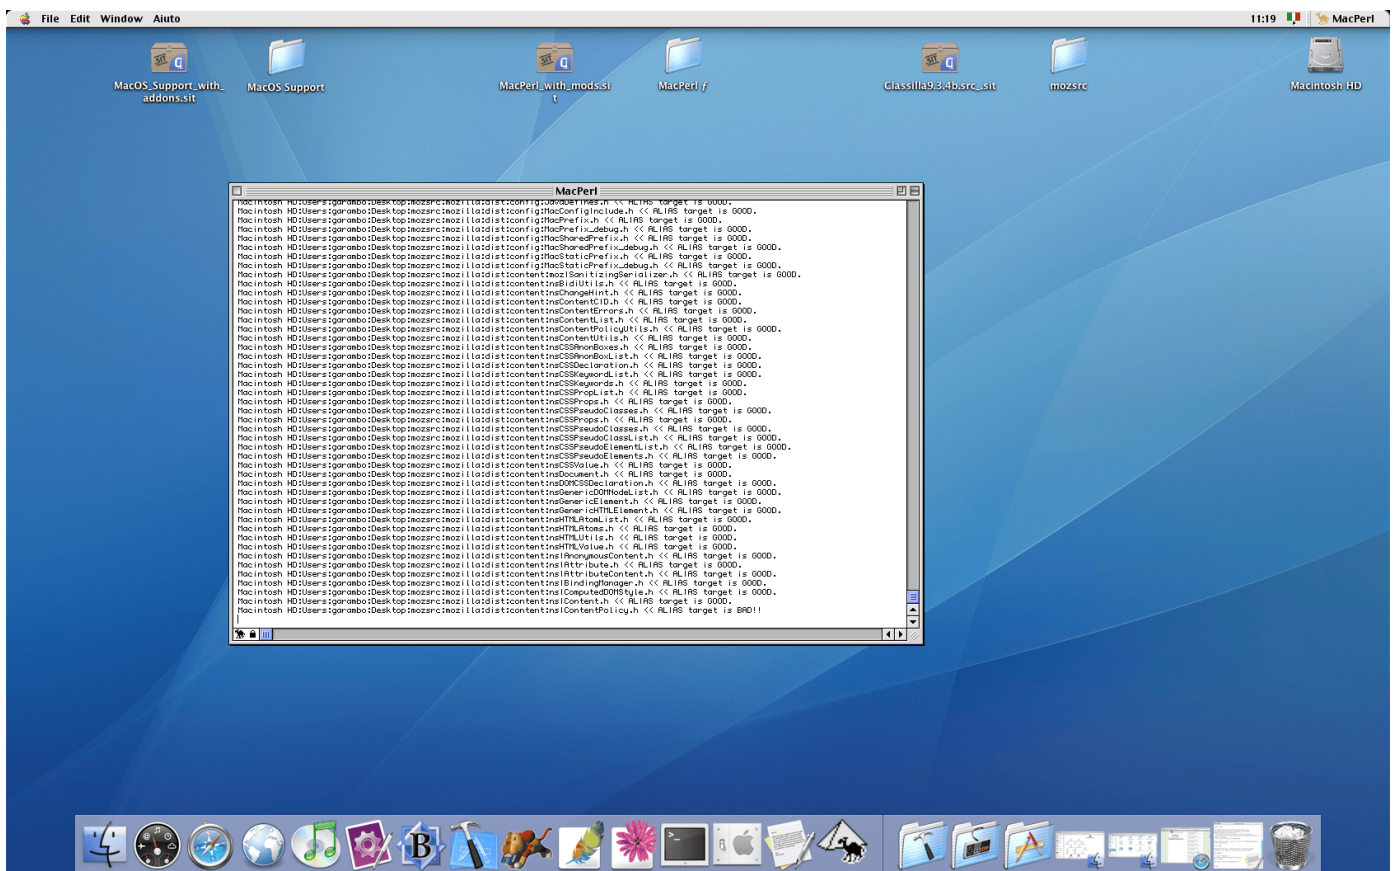 File Edit Window Aiuto
11:19 MacPerl
MacOS_Support_with_
addons.sit
MacOS Support
MacPerl_with_mods.si
t
MacPerl ƒ
Classilla9.3.4b.src_.sit
mozsrc
Macintosh HD
MacPerl
Macintosh HD:Users:garambo:Desktop:mozsrc:mozilla:dist:config:JavaDefines.h << ALIAS target is GOOD.
Macintosh HD:Users:garambo:Desktop:mozsrc:mozilla:dist:config:MacConfigInclude.h << ALIAS target is GOOD.
Macintosh HD:Users:garambo:Desktop:mozsrc:mozilla:dist:config:MacPrefix.h << ALIAS target is GOOD.
Macintosh HD:Users:garambo:Desktop:mozsrc:mozilla:dist:config:MacPrefix_debug.h << ALIAS target is GOOD.
Macintosh HD:Users:garambo:Desktop:mozsrc:mozilla:dist:config:MacSharedPrefix.h << ALIAS target is GOOD.
Macintosh HD:Users:garambo:Desktop:mozsrc:mozilla:dist:config:MacSharedPrefix_debug.h << ALIAS target is GOOD.
Macintosh HD:Users:garambo:Desktop:mozsrc:mozilla:dist:config:MacStaticPrefix.h << ALIAS target is GOOD.
Macintosh HD:Users:garambo:Desktop:mozsrc:mozilla:dist:config:MacStaticPrefix_debug.h << ALIAS target is GOOD.
Macintosh HD:Users:garambo:Desktop:mozsrc:mozilla:dist:content:mozISanitizingSerializer.h << ALIAS target is GOOD.
Macintosh HD:Users:garambo:Desktop:mozsrc:mozilla:dist:content:nsBidiUtils.h << ALIAS target is GOOD.
Macintosh HD:Users:garambo:Desktop:mozsrc:mozilla:dist:content:nsChangeHint.h << ALIAS target is GOOD.
Macintosh HD:Users:garambo:Desktop:mozsrc:mozilla:dist:content:nsContentCID.h << ALIAS target is GOOD.
Macintosh HD:Users:garambo:Desktop:mozsrc:mozilla:dist:content:nsContentErrors.h << ALIAS target is GOOD.
Macintosh HD:Users:garambo:Desktop:mozsrc:mozilla:dist:content:nsContentList.h << ALIAS target is GOOD.
Macintosh HD:Users:garambo:Desktop:mozsrc:mozilla:dist:content:nsContentPolicyUtils.h << ALIAS target is GOOD.
Macintosh HD:Users:garambo:Desktop:mozsrc:mozilla:dist:content:nsContentUtils.h << ALIAS target is GOOD.
Macintosh HD:Users:garambo:Desktop:mozsrc:mozilla:dist:content:nsCSSAnonBoxes.h << ALIAS target is GOOD.
Macintosh HD:Users:garambo:Desktop:mozsrc:mozilla:dist:content:nsCSSAnonBoxList.h << ALIAS target is GOOD.
Macintosh HD:Users:garambo:Desktop:mozsrc:mozilla:dist:content:nsCSSDeclaration.h << ALIAS target is GOOD.
Macintosh HD:Users:garambo:Desktop:mozsrc:mozilla:dist:content:nsCSSKeywordList.h << ALIAS target is GOOD.
Macintosh HD:Users:garambo:Desktop:mozsrc:mozilla:dist:content:nsCSSKeywords.h << ALIAS target is GOOD.
Macintosh HD:Users:garambo:Desktop:mozsrc:mozilla:dist:content:nsCSSPropList.h << ALIAS target is GOOD.
Macintosh HD:Users:garambo:Desktop:mozsrc:mozilla:dist:content:nsCSSProps.h << ALIAS target is GOOD.
Macintosh HD:Users:garambo:Desktop:mozsrc:mozilla:dist:content:nsCSSPseudoClasses.h << ALIAS target is GOOD.
Macintosh HD:Users:garambo:Desktop:mozsrc:mozilla:dist:content:nsCSSProps.h << ALIAS target is GOOD.
Macintosh HD:Users:garambo:Desktop:mozsrc:mozilla:dist:content:nsCSSPseudoClasses.h << ALIAS target is GOOD.
Macintosh HD:Users:garambo:Desktop:mozsrc:mozilla:dist:content:nsCSSPseudoClassList.h << ALIAS target is GOOD.
Macintosh HD:Users:garambo:Desktop:mozsrc:mozilla:dist:content:nsCSSPseudoElementList.h << ALIAS target is GOOD.
Macintosh HD:Users:garambo:Desktop:mozsrc:mozilla:dist:content:nsCSSPseudoElements.h << ALIAS target is GOOD.
Macintosh HD:Users:garambo:Desktop:mozsrc:mozilla:dist:content:nsCSSValue.h << ALIAS target is GOOD.
Macintosh HD:Users:garambo:Desktop:mozsrc:mozilla:dist:content:nsDocument.h << ALIAS target is GOOD.
Macintosh HD:Users:garambo:Desktop:mozsrc:mozilla:dist:content:nsDOMCSSDeclaration.h << ALIAS target is GOOD.
Macintosh HD:Users:garambo:Desktop:mozsrc:mozilla:dist:content:nsGenericDOMNodeList.h << ALIAS target is GOOD.
Macintosh HD:Users:garambo:Desktop:mozsrc:mozilla:dist:content:nsGenericElement.h << ALIAS target is GOOD.
Macintosh HD:Users:garambo:Desktop:mozsrc:mozilla:dist:content:nsGenericHTMLElement.h << ALIAS target is GOOD.
Macintosh HD:Users:garambo:Desktop:mozsrc:mozilla:dist:content:nsHTMLAtomList.h << ALIAS target is GOOD.
Macintosh HD:Users:garambo:Desktop:mozsrc:mozilla:dist:content:nsHTMLAtoms.h << ALIAS target is GOOD.
Macintosh HD:Users:garambo:Desktop:mozsrc:mozilla:dist:content:nsHTMLUtils.h << ALIAS target is GOOD.
Macintosh HD:Users:garambo:Desktop:mozsrc:mozilla:dist:content:nsHTMLValue.h << ALIAS target is GOOD.
Macintosh HD:Users:garambo:Desktop:mozsrc:mozilla:dist:content:nsIAnonymousContent.h << ALIAS target is GOOD.
Macintosh HD:Users:garambo:Desktop:mozsrc:mozilla:dist:content:nsIAttribute.h << ALIAS target is GOOD.
Macintosh HD:Users:garambo:Desktop:mozsrc:mozilla:dist:content:nsIAttributeContent.h << ALIAS target is GOOD.
Macintosh HD:Users:garambo:Desktop:mozsrc:mozilla:dist:content:nsIBindingManager.h << ALIAS target is GOOD.
Macintosh HD:Users:garambo:Desktop:mozsrc:mozilla:dist:content:nsIComputedDOMStyle.h << ALIAS target is GOOD.
Macintosh HD:Users:garambo:Desktop:mozsrc:mozilla:dist:content:nsIContent.h << ALIAS target is GOOD.
Macintosh HD:Users:garambo:Desktop:mozsrc:mozilla:dist:content:nsIContentPolicy.h << ALIAS target is BAD!!